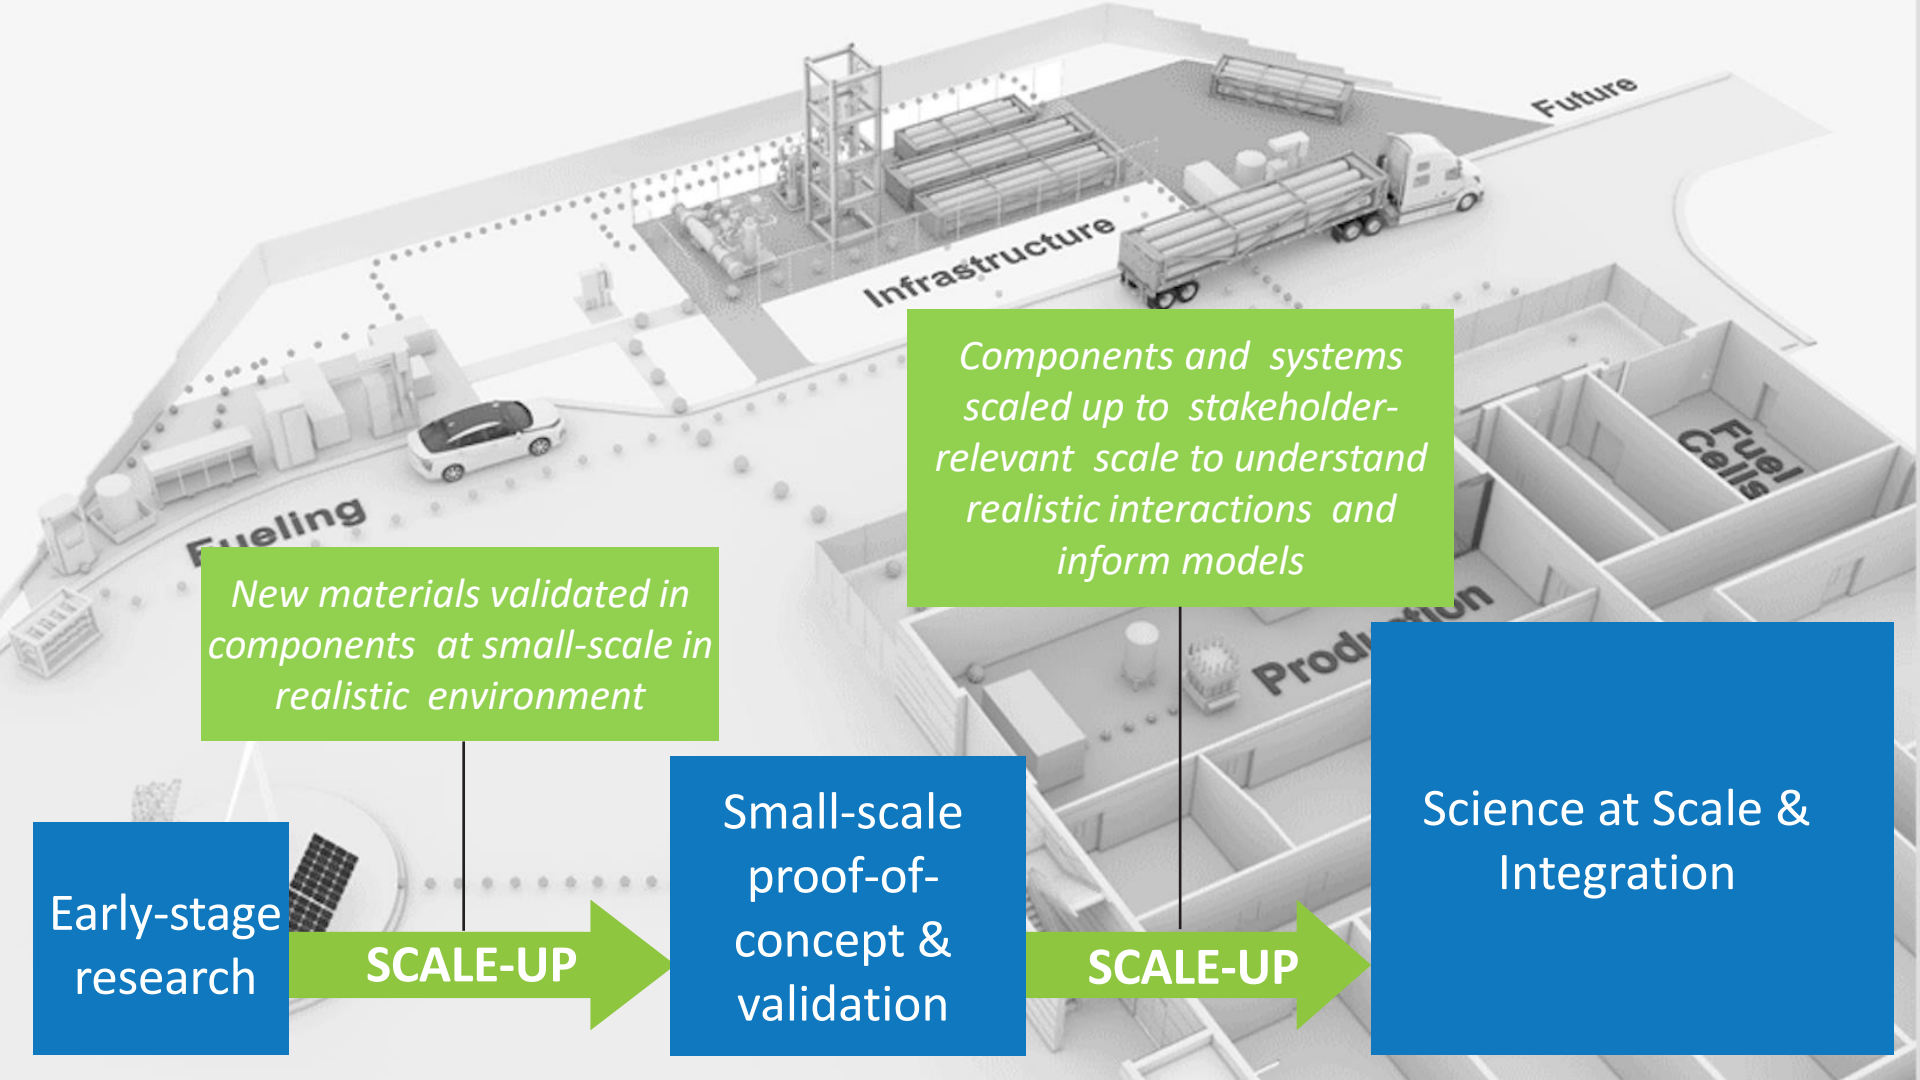 Future
Infrastructure
Components and systems
scaled up to stakeholder-
relevant scale to understand
realistic interactions and
inform models
Fuel
Cells
Fueling
New materials validated in
components at small-scale in
realistic environment
Production
Early-stage
research
SCALE-UP
Small-scale
proof-of-
concept &
validation
SCALE-UP
Science at Scale &
Integration